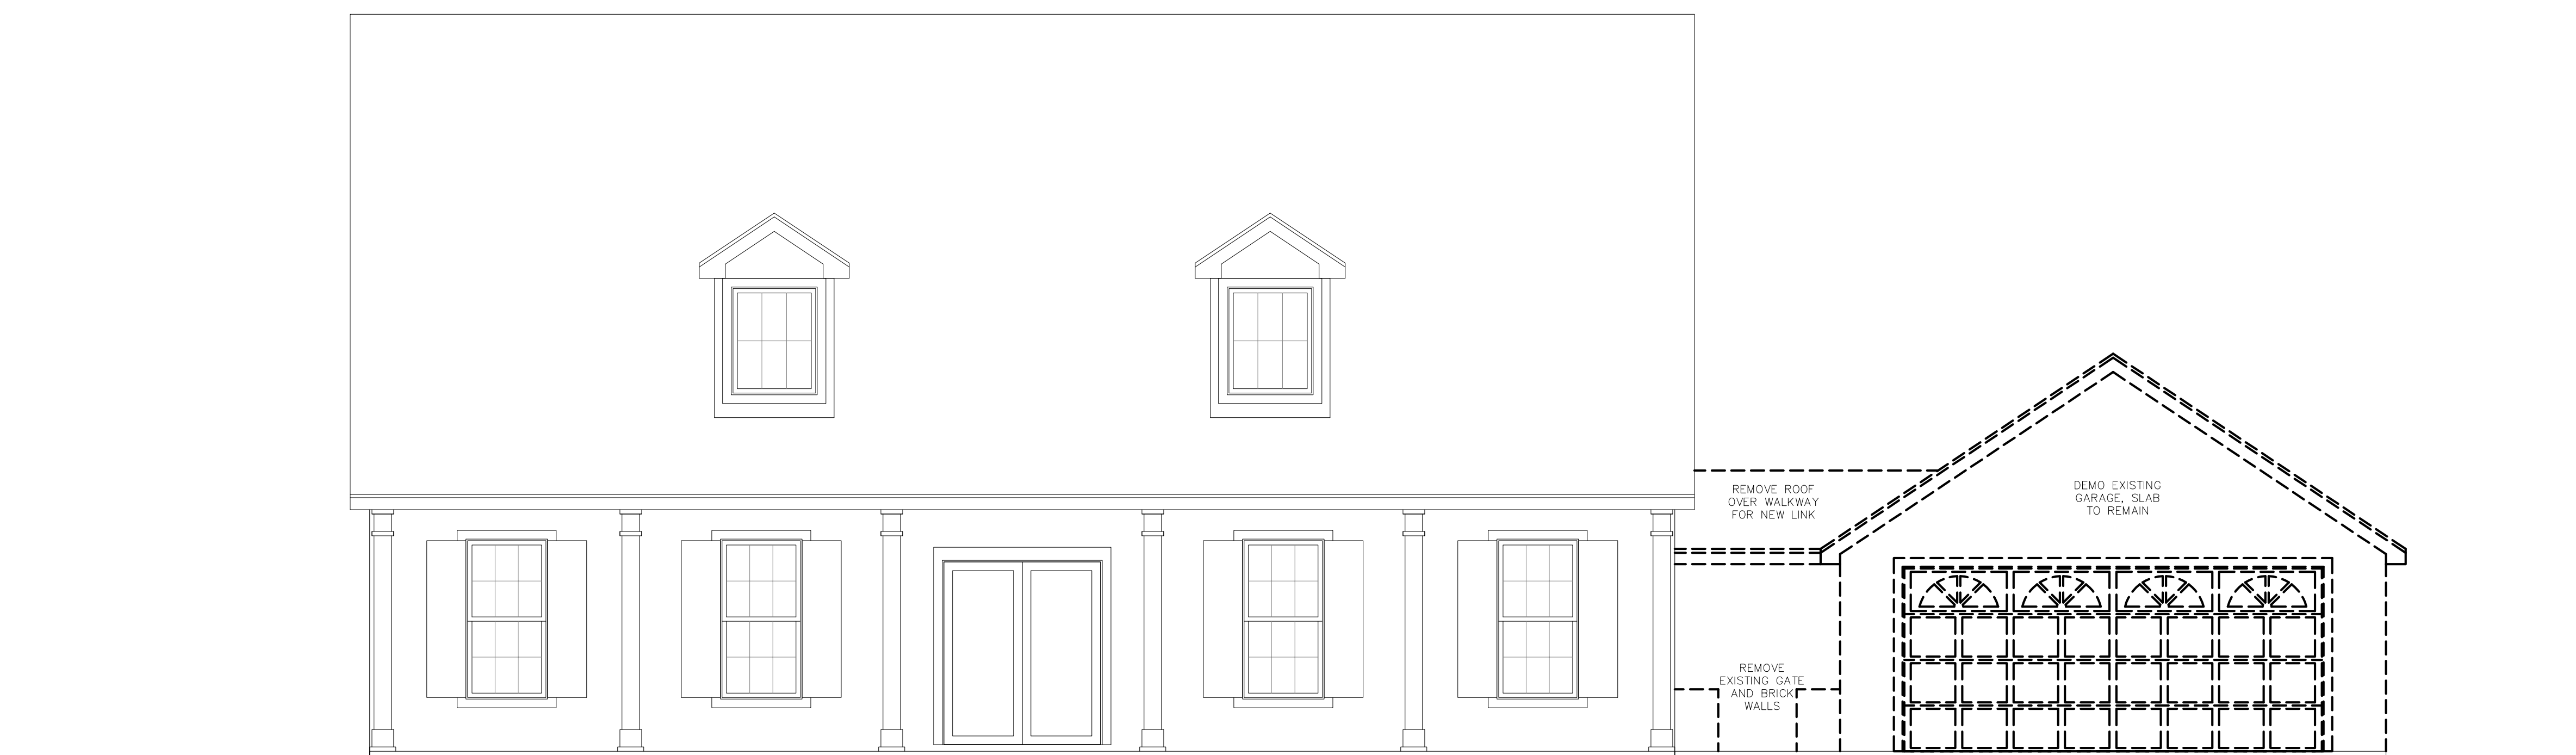 REMOVE ROOF
OVER WALKWAY
FOR NEW LINK
DEMO EXISTING
GARAGE, SLAB
TO REMAIN
REMOVE
EXISTING GATE
AND BRICK
WALLS